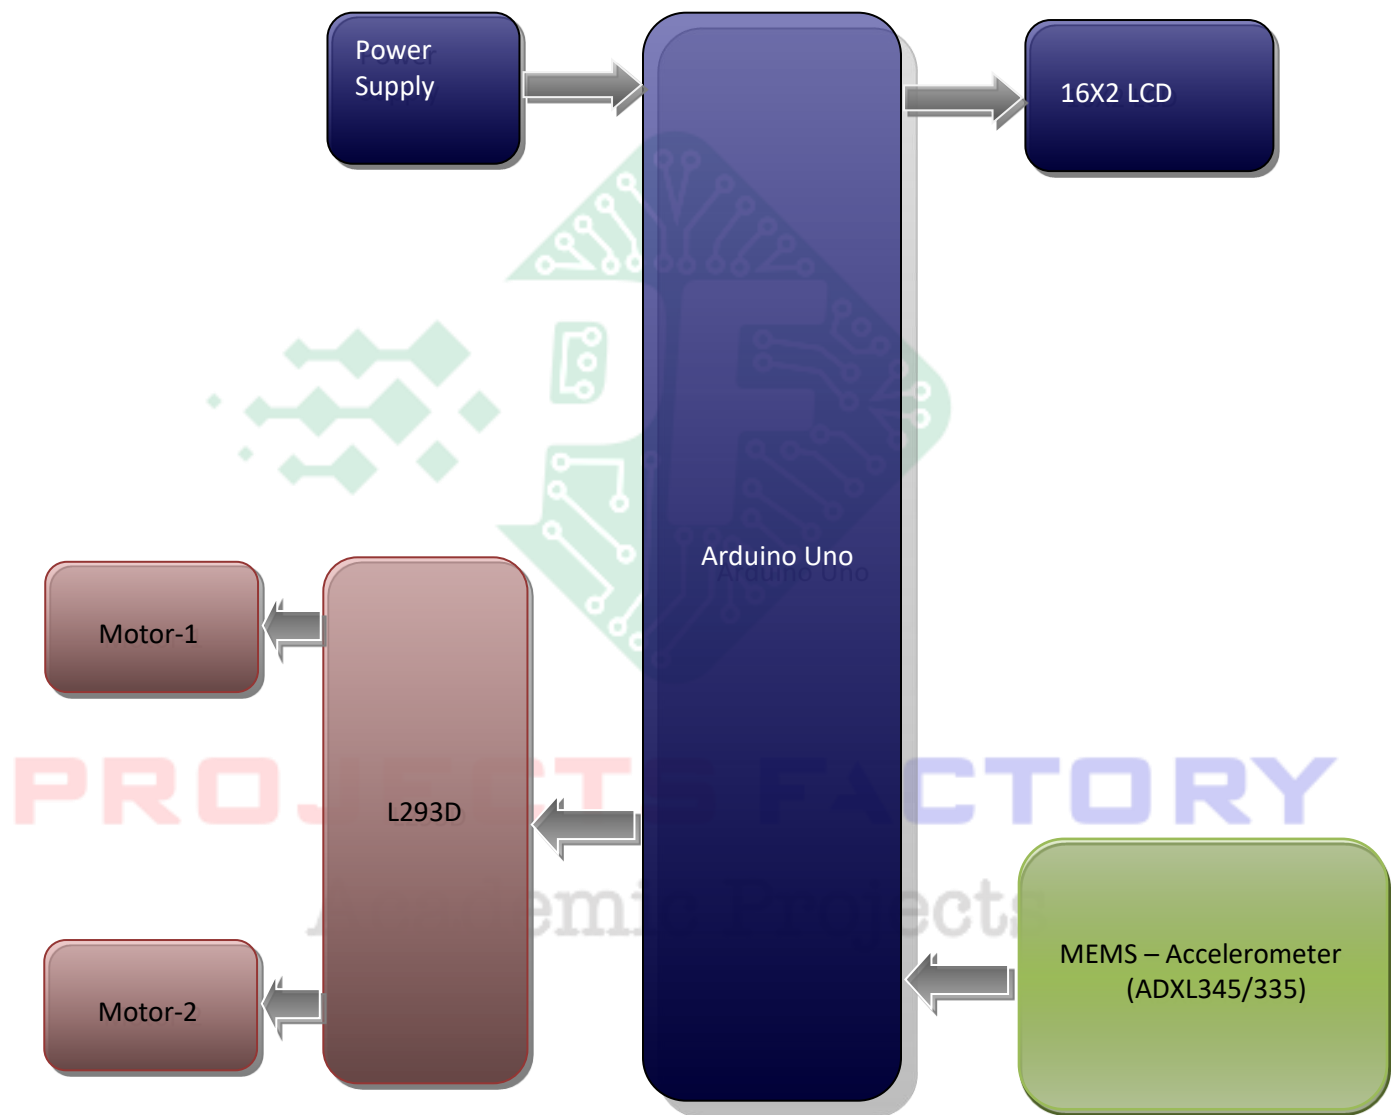 Power
Supply
16X2 LCD
Arduino Uno
Motor-1
L293D
PROJECTS FACTORY
Academic Projects
MEMS – Accelerometer
(ADXL345/335)
Motor-2